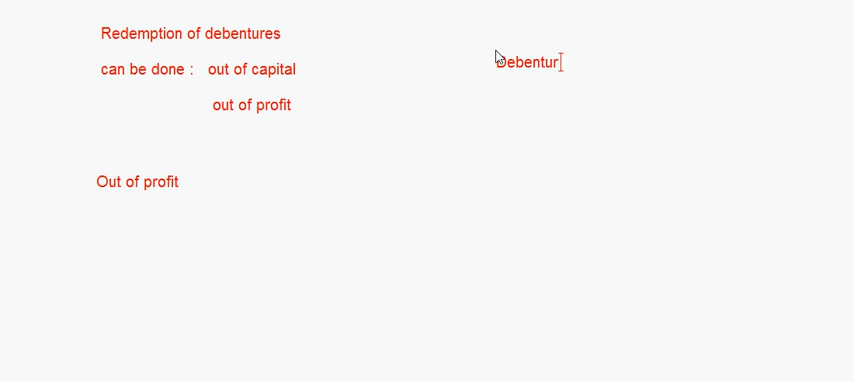 Redemption of debentures
can be done : out of capital
out of profit
Debentur
Out of profit